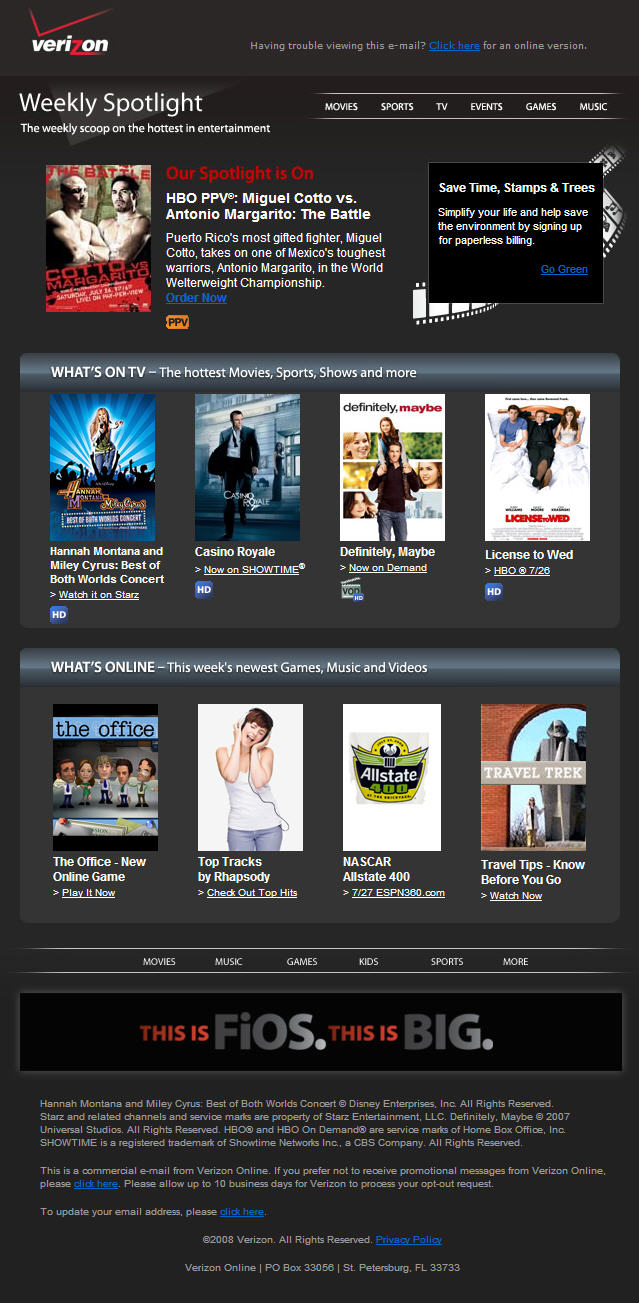 verizon
Having trouble viewing this e-mail? Click here for an online version.
Weekly Spotlight
The weekly scoop on the hottest in entertainment
MOVIES SPORTS TV EVENTS GAMES MUSIC
THE BATTLE
COTTO VS
MARGARITO
SATURDAY, JULY 26
LIVE! ON PAY-PER-VIEW
Our Spotlight is On
HBO PPV®: Miguel Cotto vs.
Antonio Margarito: The Battle
Puerto Rico's most gifted fighter, Miguel
Cotto, takes on one of Mexico's toughest
warriors, Antonio Margarito, in the World
Welterweight Championship.
Order Now
PPV
Save Time, Stamps & Trees
Simplify your life and help save
the environment by signing up
for paperless billing.
Go Green
WHAT'S ON TV – The hottest Movies, Sports, Shows and more
HANNAH
MONTANA
Miley Cyrus
BEST OF BOTH WORLDS CONCERT
Hannah Montana and
Miley Cyrus: Best of
Both Worlds Concert
> Watch it on Starz
HD
CASINO ROYALE
Casino Royale
> Now on SHOWTIME®
HD
definitely, maybe
Definitely, Maybe
> Now on Demand
VOD
HD
LICENSE TO WED
License to Wed
> HBO ® 7/26
HD
WHAT'S ONLINE – This week's newest Games, Music and Videos
the office
The Office - New
Online Game
> Play It Now
Top Tracks
by Rhapsody
> Check Out Top Hits
Allstate
400
AT THE BRICKYARD
NASCAR
Allstate 400
> 7/27 ESPN360.com
TRAVEL TREK
Travel Tips - Know
Before You Go
> Watch Now
MOVIES MUSIC GAMES KIDS SPORTS MORE
THIS IS FiOS. THIS IS BIG.
Hannah Montana and Miley Cyrus: Best of Both Worlds Concert ® Disney Enterprises, Inc. All Rights Reserved.
Starz and related channels and service marks are property of Starz Entertainment, LLC. Definitely, Maybe © 2007
Universal Studios. All Rights Reserved. HBO® and HBO On Demand® are service marks of Home Box Office, Inc.
SHOWTIME is a registered trademark of Showtime Networks Inc., a CBS Company. All Rights Reserved.
This is a commercial e-mail from Verizon Online. If you prefer not to receive promotional messages from Verizon Online,
please click here. Please allow up to 10 business days for Verizon to process your opt-out request.
To update your email address, please click here.
©2008 Verizon. All Rights Reserved. Privacy Policy
Verizon Online | PO Box 33056 | St. Petersburg, FL 33733